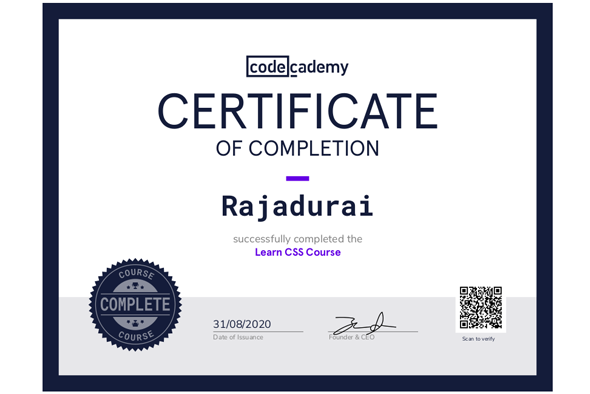 codecademy
CERTIFICATE
OF COMPLETION
Rajadurai
successfully completed the
Learn CSS Course
COURSE
COMPLETE
COURSE
31/08/2020
Date of Issuance
Founder & CEO
Scan to verify